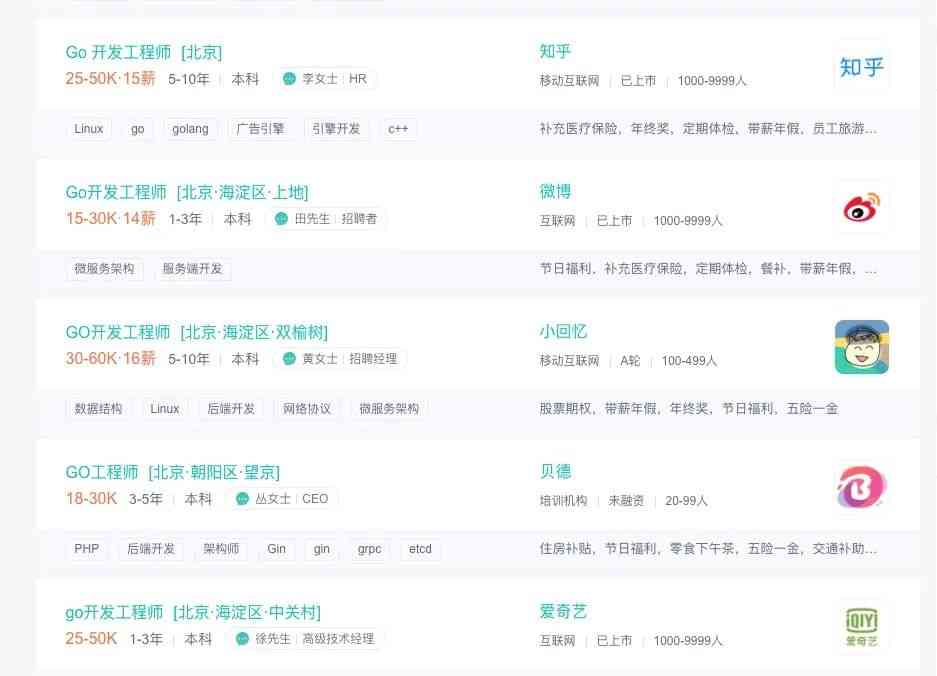 Go 开发工程师 [北京] 知乎
25-50K·15薪 5-10年 本科 李女士 HR 移动互联网 已上市 1000-9999人 知乎
Linux go golang 广告引擎 引擎开发 c++ 补充医疗保险，年终奖，定期体检，带薪年假，员工旅游...
Go开发工程师 [北京·海淀区·上地] 微博
15-30K·14薪 1-3年 本科 田先生 招聘者 互联网 已上市 1000-9999人
微服务架构 服务端开发 节日福利，补充医疗保险，定期体检，餐补，带薪年假，...
GO开发工程师 [北京·海淀区·双榆树] 小回忆
30-60K·16薪 5-10年 本科 黄女士 招聘经理 移动互联网 A轮 100-499人
数据结构 Linux 后端开发 网络协议 微服务架构 股票期权，带薪年假，年终奖，节日福利，五险一金
GO工程师 [北京·朝阳区·望京] 贝德
18-30K 3-5年 本科 丛女士 CEO 培训机构 未融资 20-99人
PHP 后端开发 架构师 Gin gin grpc etcd 住房补贴，节日福利，零食下午茶，五险一金，交通补助...
go开发工程师 [北京·海淀区·中关村] 爱奇艺
25-50K 1-3年 本科 徐先生 高级技术经理 互联网 已上市 1000-9999人 iQIYI 爱奇艺